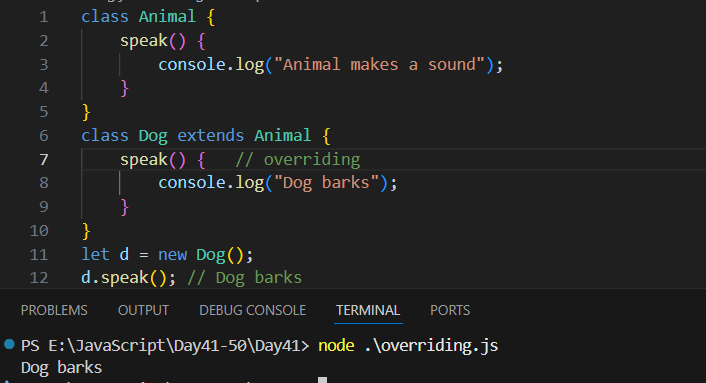 1 class Animal {
2     speak() {
3         console.log("Animal makes a sound");
4     }
5 }
6 class Dog extends Animal {
7     speak() {   // overriding
8         console.log("Dog barks");
9     }
10 }
11 let d = new Dog();
12 d.speak(); // Dog barks
PROBLEMS OUTPUT DEBUG CONSOLE TERMINAL PORTS
PS E:\JavaScript\Day41-50\Day41> node .\overriding.js
Dog barks